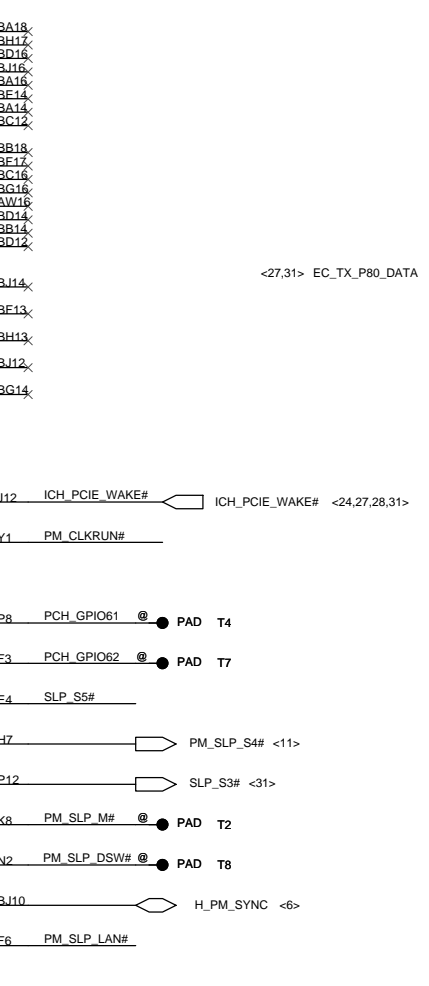 BA18
BH17
BD16
BJ16
BA16
BE14
BA14
BC12
BB18
BF17
BC16
BG16
AW16
BD14
BB14
BD12
<27,31> EC_TX_P80_DATA
BJ14
BF13
BH13
BJ12
BG14
J12 ICH_PCIE_WAKE# ICH_PCIE_WAKE# <24,27,28,31>
Y1 PM_CLKRUN#
P8 PCH_GPIO61 @ PAD T4
F3 PCH_GPIO62 @ PAD T7
E4 SLP_S5#
H7 PM_SLP_S4# <11>
P12 SLP_S3# <31>
K8 PM_SLP_M# @ PAD T2
N2 PM_SLP_DSW# @ PAD T8
BJ10 H_PM_SYNC <6>
F6 PM_SLP_LAN#